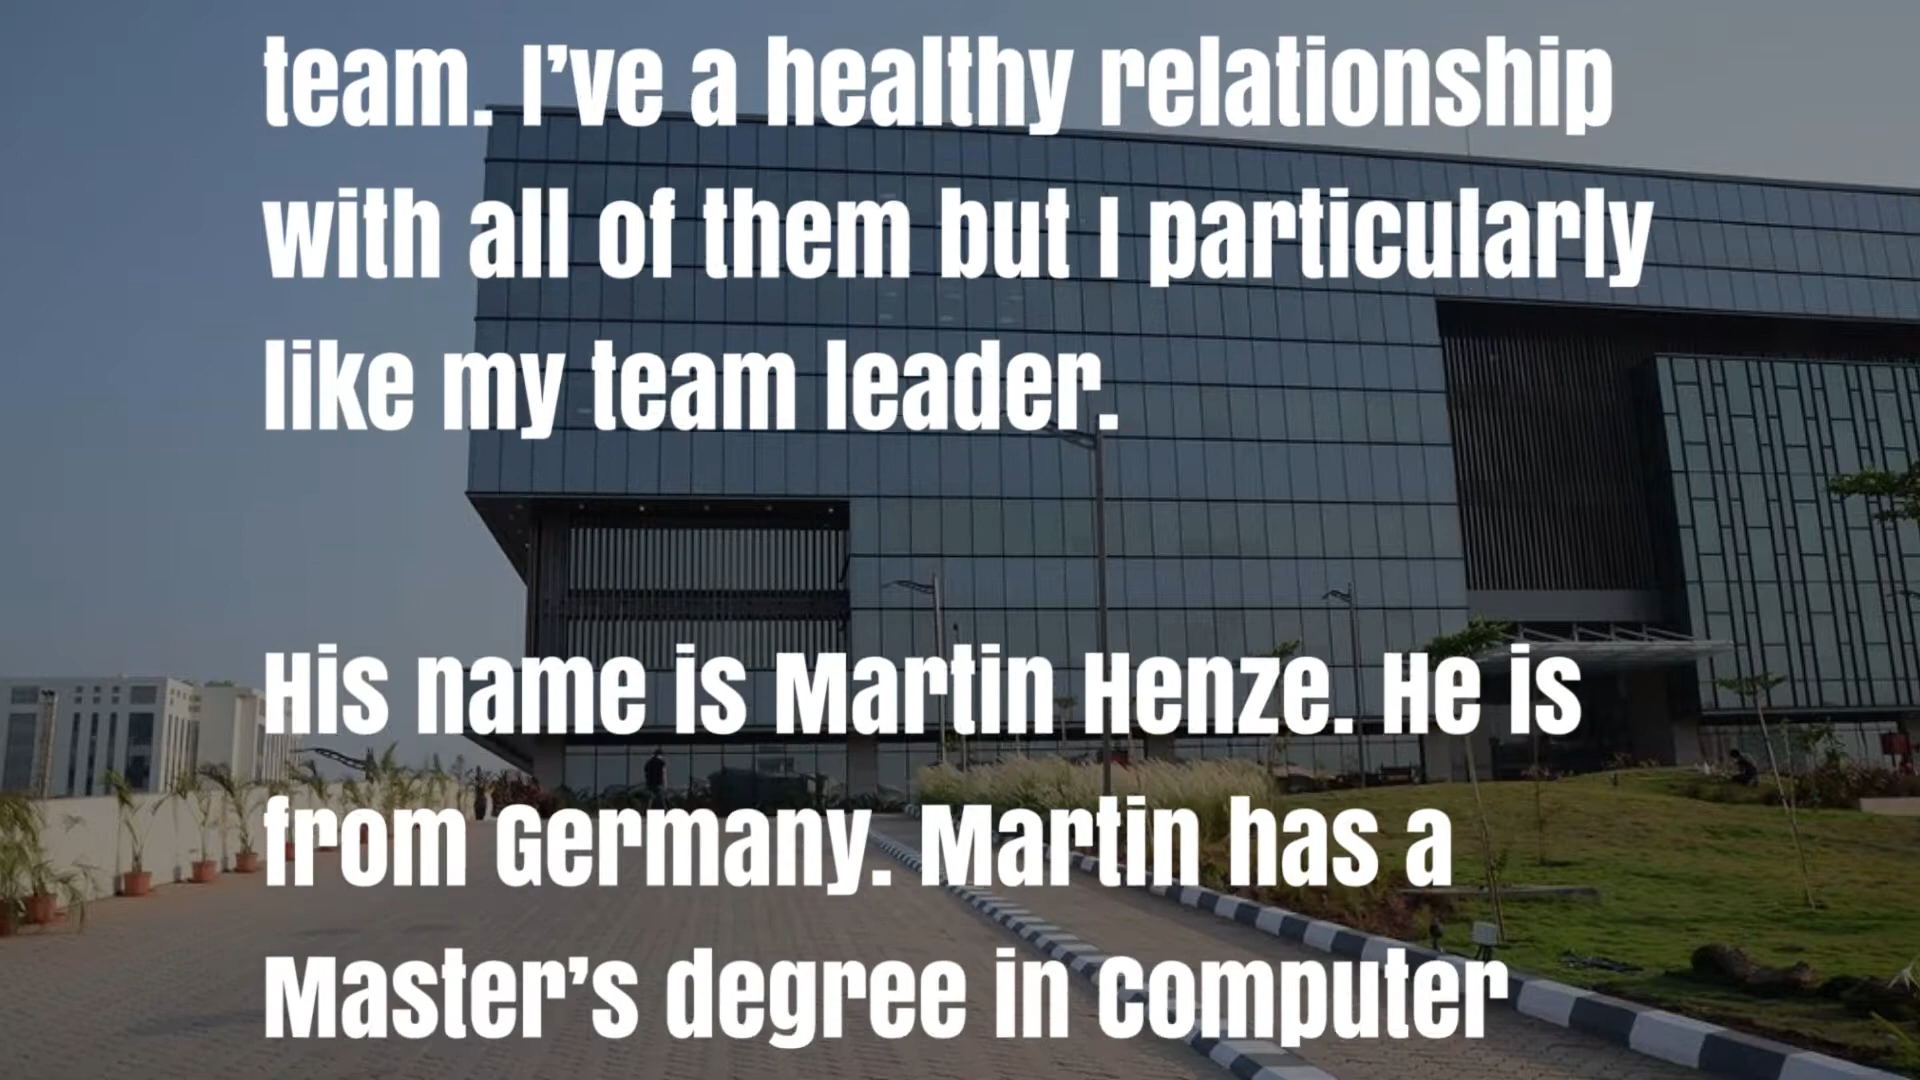 team. I’ve a healthy relationship
with all of them but I particularly
like my team leader.
His name is Martin Henze. He is
from Germany. Martin has a
Master’s degree in Computer